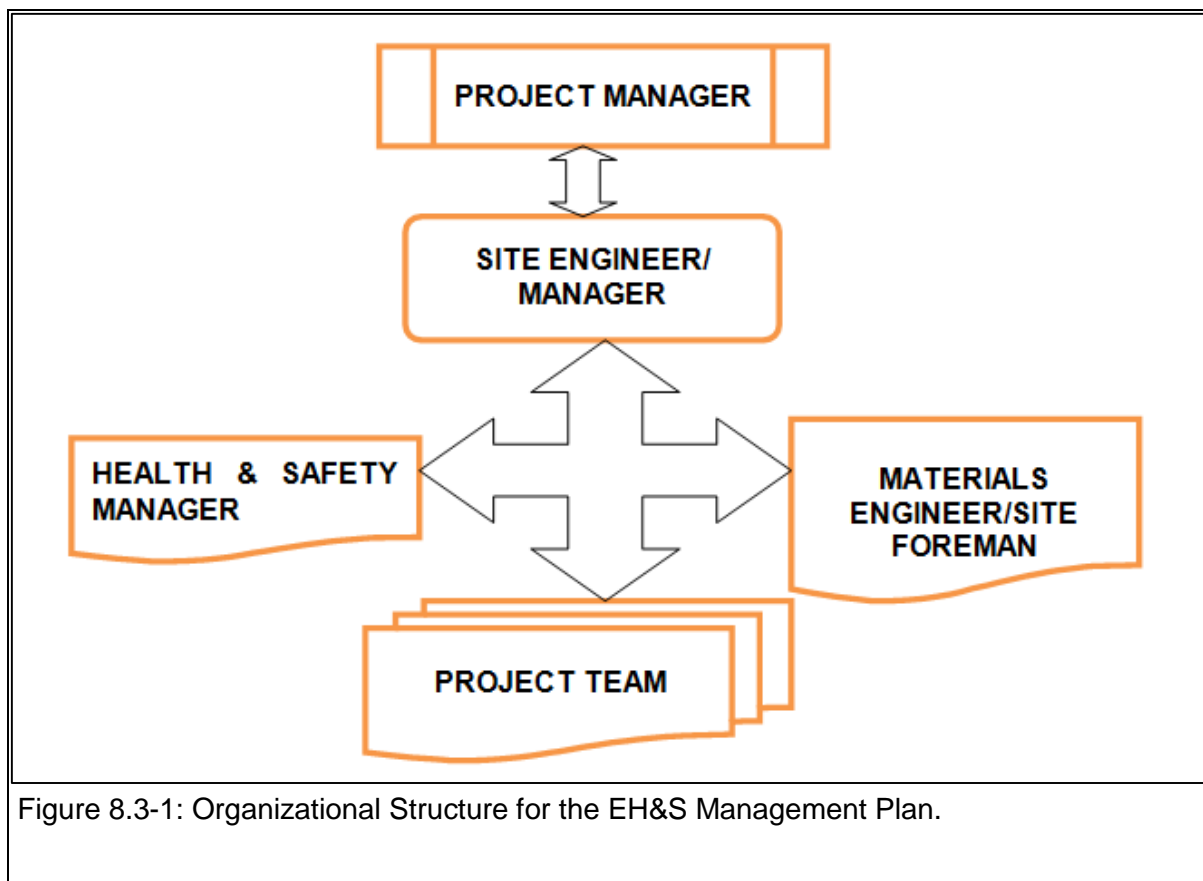 PROJECT MANAGER
SITE ENGINEER/
MANAGER
HEALTH & SAFETY
MANAGER
MATERIALS
ENGINEER/SITE
FOREMAN
PROJECT TEAM
Figure 8.3-1: Organizational Structure for the EH&S Management Plan.